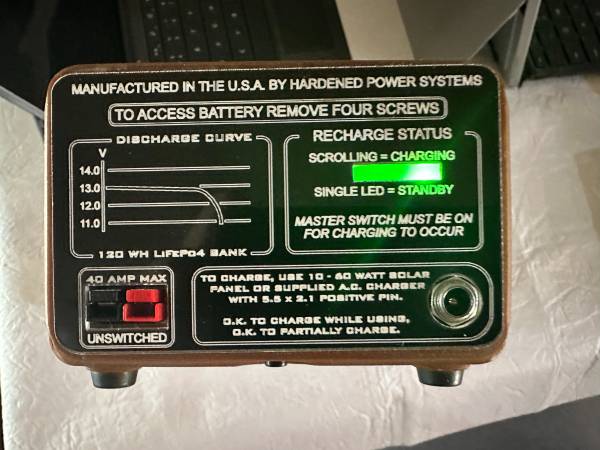 MANUFACTURED IN THE U.S.A. BY HARDENED POWER SYSTEMS
TO ACCESS BATTERY REMOVE FOUR SCREWS
DISCHARGE CURVE
V
14.0
13.0
12.0
11.0
120 WH LiFePo4 BANK
RECHARGE STATUS
SCROLLING = CHARGING
SINGLE LED = STANDBY
MASTER SWITCH MUST BE ON
FOR CHARGING TO OCCUR
40 AMP MAX
UNSWITCHED
TO CHARGE, USE 10 - 60 WATT SOLAR
PANEL OR SUPPLIED A.C. CHARGER
WITH 5.5 x 2.1 POSITIVE PIN.
O.K. TO CHARGE WHILE USING,
O.K. TO PARTIALLY CHARGE.